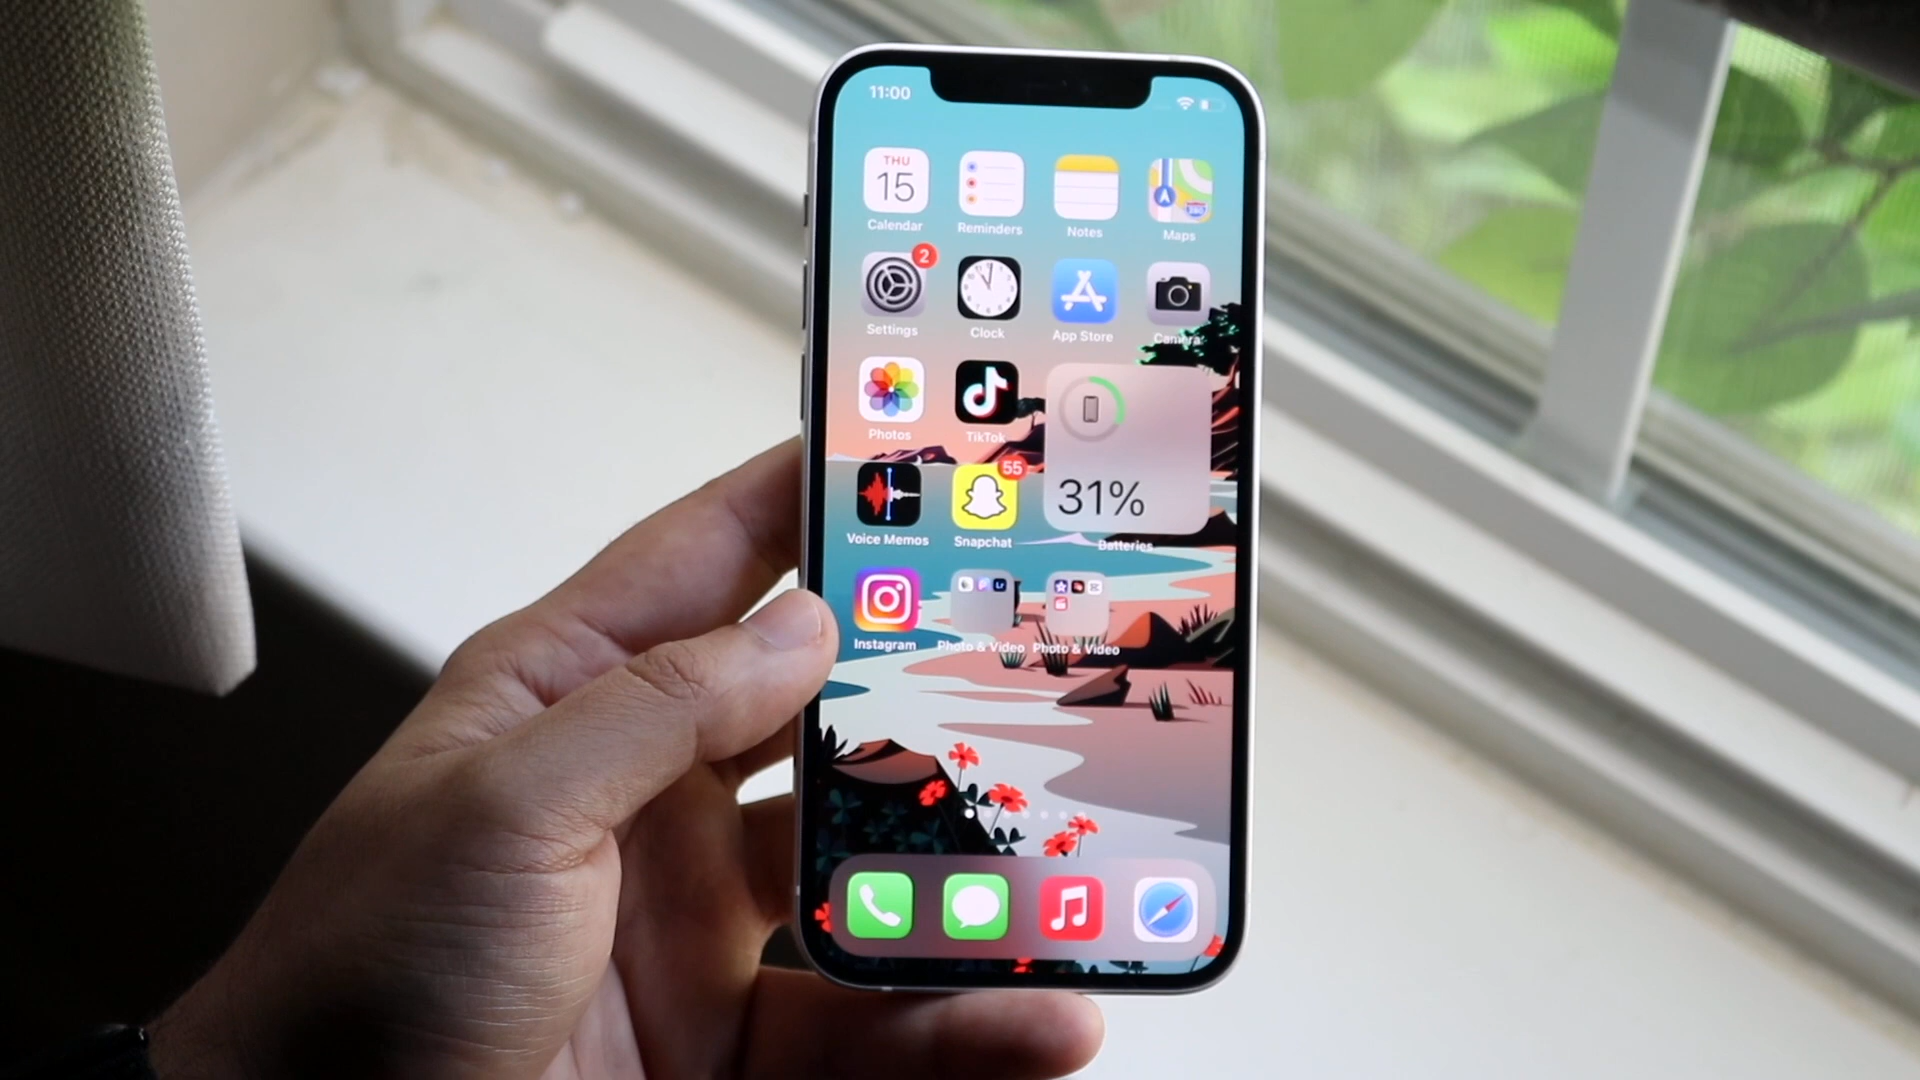 11:00
THU
15
Calendar
Reminders
Notes
Maps
2
Settings
Clock
App Store
Camera
Photos
TikTok
31%
Batteries
Voice Memos
55
Snapchat
Instagram
Lr
Photo & Video
Photo & Video